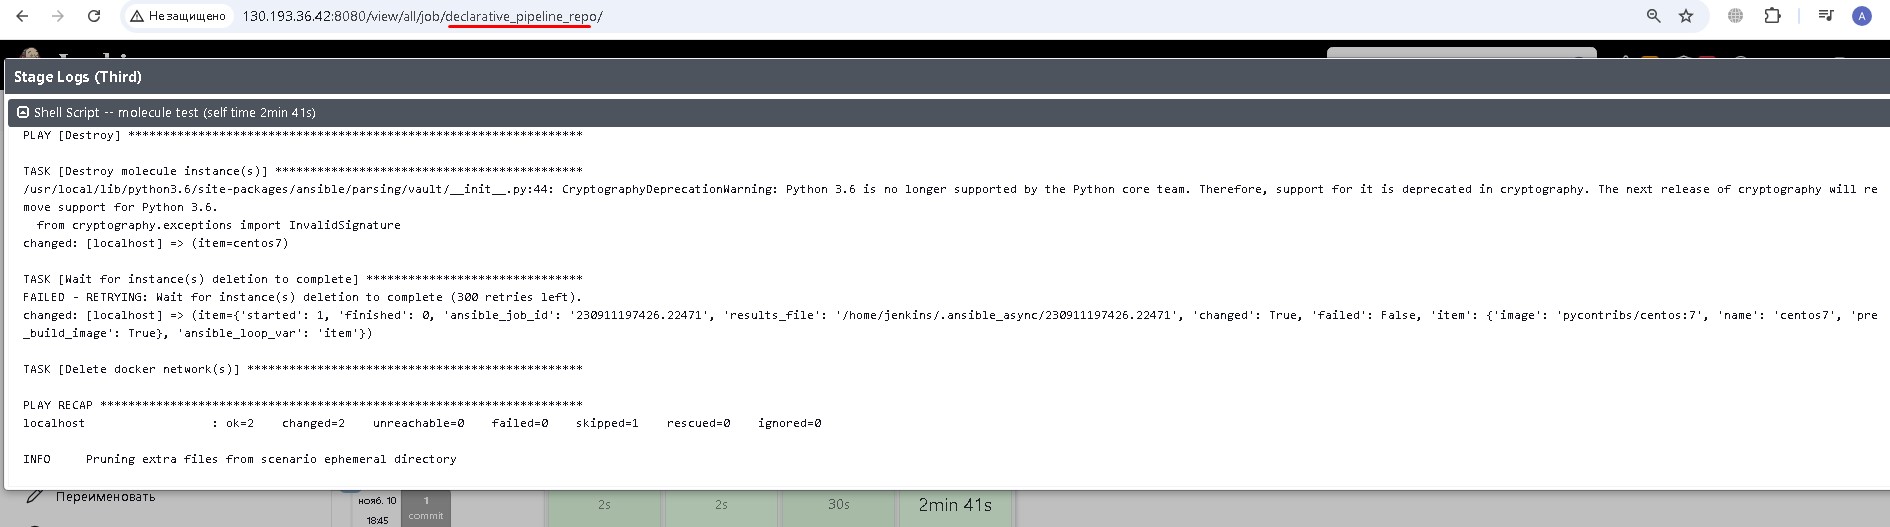 Не защищено 130.193.36.42:8080/view/all/job/declarative_pipeline_repo/
A
Stage Logs (Third)
Shell Script -- molecule test (self time 2min 41s)
PLAY [Destroy] *****************************************************************
TASK [Destroy molecule instance(s)] ********************************************
/usr/local/lib/python3.6/site-packages/ansible/parsing/vault/__init__.py:44: CryptographyDeprecationWarning: Python 3.6 is no longer supported by the Python core team. Therefore, support for it is deprecated in cryptography. The next release of cryptography will re
move support for Python 3.6.
from cryptography.exceptions import InvalidSignature
changed: [localhost] => (item=centos7)
TASK [Wait for instance(s) deletion to complete] *******************************
FAILED - RETRYING: Wait for instance(s) deletion to complete (300 retries left).
changed: [localhost] => (item={'started': 1, 'finished': 0, 'ansible_job_id': '230911197426.22471', 'results_file': '/home/jenkins/.ansible_async/230911197426.22471', 'changed': True, 'failed': False, 'item': {'image': 'pycontribs/centos:7', 'name': 'centos7', 'pre
_build_image': True}, 'ansible_loop_var': 'item'})
TASK [Delete docker network(s)] ************************************************
PLAY RECAP *********************************************************************
localhost : ok=2 changed=2 unreachable=0 failed=0 skipped=1 rescued=0 ignored=0
INFO Pruning extra files from scenario ephemeral directory
Переименовать
нояб. 10
18:45
1
commit
2s
2s
30s
2min 41s